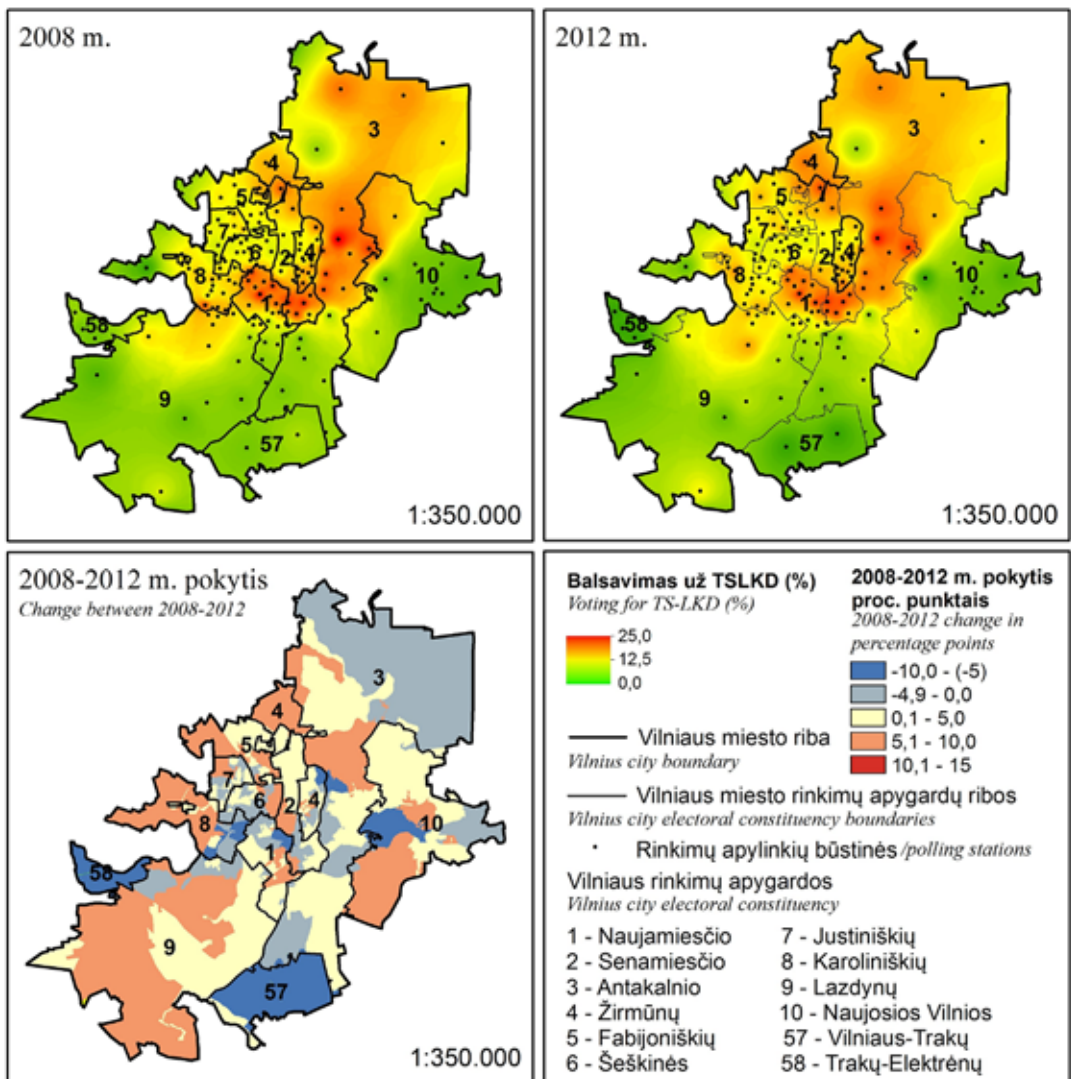 2008 m.
3
4
5
7
6
2
4
8
1
10
58
9
57
1:350.000
2012 m.
3
4
5
7
7
6
2
4
8
1
10
58
9
57
1:350.000
2008-2012 m. pokytis
Change between 2008-2012
3
4
5
7
6
2
4
8
1
10
58
9
57
1:350.000
Balsavimas už TSLKD (%)
Voting for TS-LKD (%)
25,0
12,5
0,0
2008-2012 m. pokytis
proc. punktais
2008-2012 change in
percentage points
-10,0 - (-5)
-4,9 - 0,0
0,1 - 5,0
5,1 - 10,0
10,1 - 15
Vilniaus miesto riba
Vilnius city boundary
Vilniaus miesto rinkimų apygardų ribos
Vilnius city electoral constituency boundaries
Rinkimų apylinkių būstinės /polling stations
Vilniaus rinkimų apygardos
Vilnius city electoral constituency
1 - Naujamiesčio
2 - Senamiesčio
3 - Antakalnio
4 - Žirmūnų
5 - Fabijoniškių
6 - Šeškinės
7 - Justiniškių
8 - Karoliniškių
9 - Lazdynų
10 - Naujosios Vilnios
57 - Vilniaus-Trakų
58 - Trakų-Elektrėnų